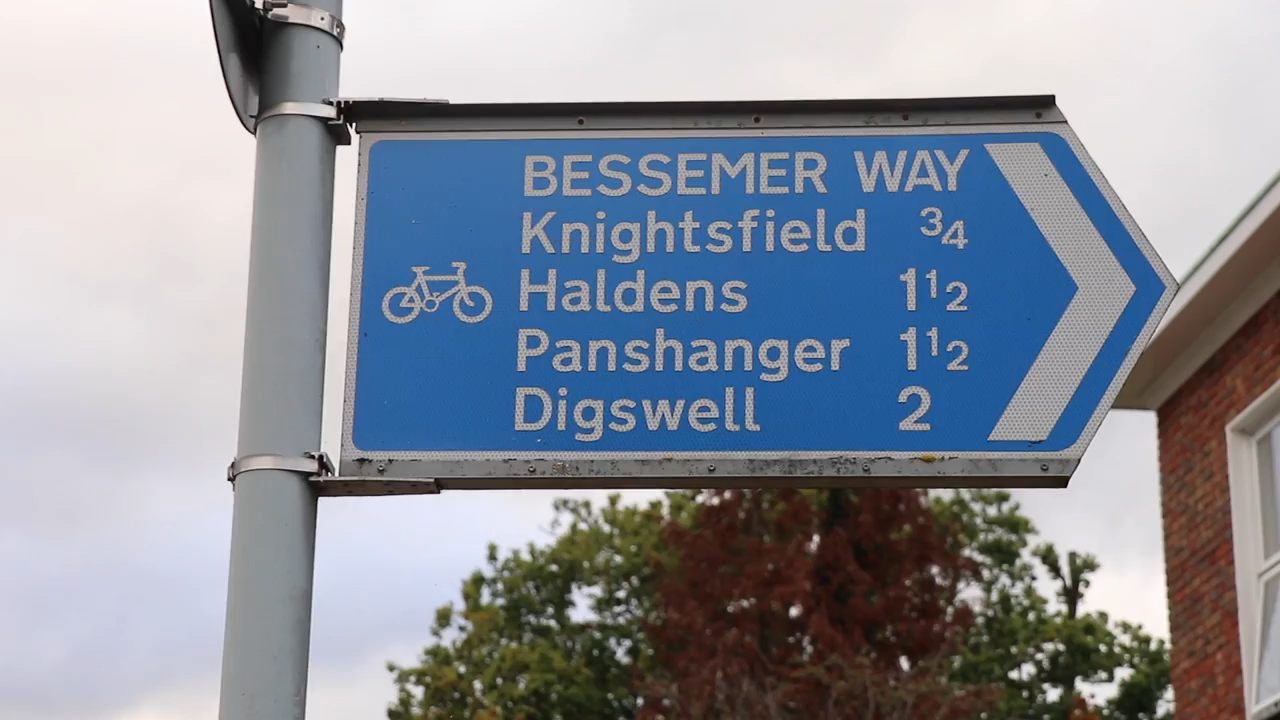 BESSEMER WAY
Knightsfield ¾
Haldens 1½
Panshanger 1½
Digswell 2